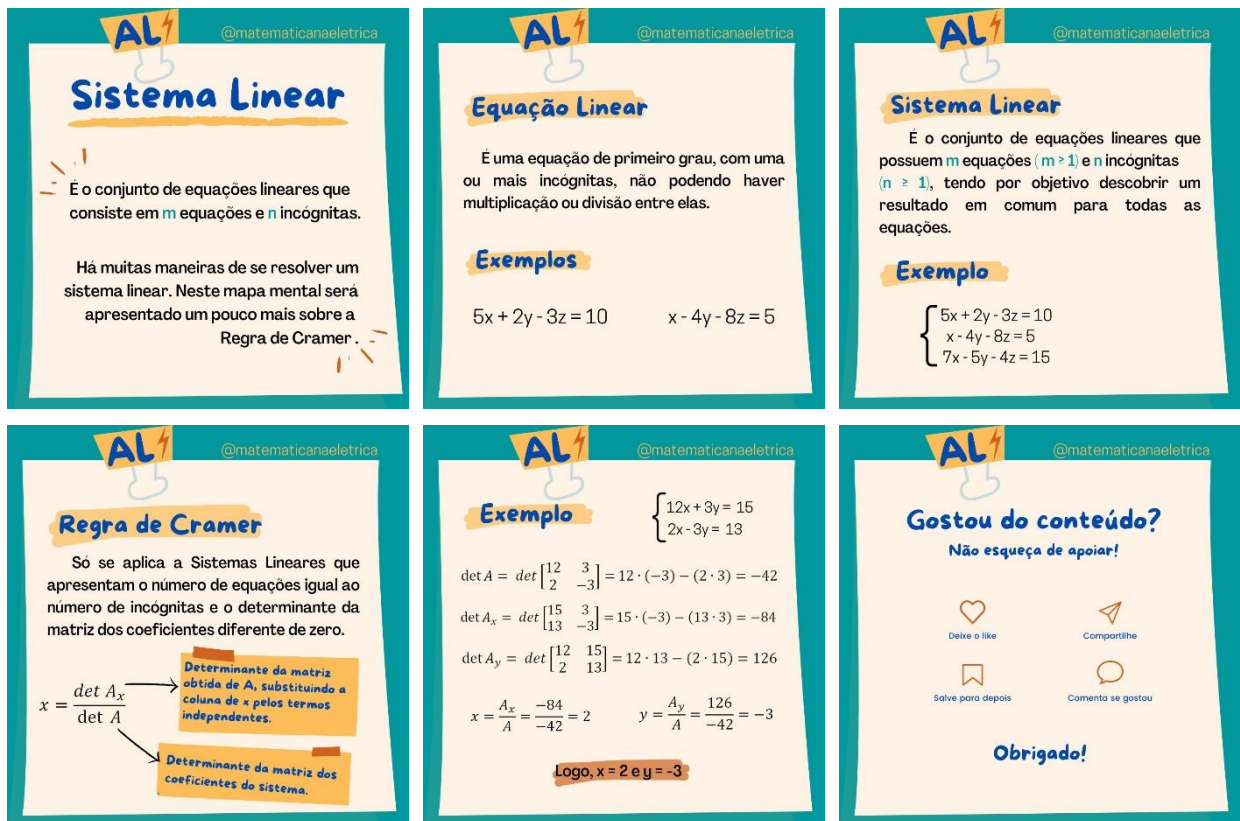 AL
@matematicanaeletrica
Sistema Linear
É o conjunto de equações lineares que
consiste em m equações e n incógnitas.
Há muitas maneiras de se resolver um
sistema linear. Neste mapa mental será
apresentado um pouco mais sobre a
Regra de Cramer .
AL
@matematicanaeletrica
Equação Linear
É uma equação de primeiro grau, com uma
ou mais incógnitas, não podendo haver
multiplicação ou divisão entre elas.
Exemplos
5x + 2y - 3z = 10 x - 4y - 8z = 5
AL
@matematicanaeletrica
Sistema Linear
É o conjunto de equações lineares que
possuem m equações ( m ≥ 1) e n incógnitas
(n ≥ 1), tendo por objetivo descobrir um
resultado em comum para todas as
equações.
Exemplo
5x + 2y - 3z = 10
x - 4y - 8z = 5
7x - 5y - 4z = 15
AL
@matematicanaeletrica
Regra de Cramer
Só se aplica a Sistemas Lineares que
apresentam o número de equações igual ao
número de incógnitas e o determinante da
matriz dos coeficientes diferente de zero.
x = det Aₓ / det A
Determinante da matriz
obtida de A, substituindo a
coluna de x pelos termos
independentes.
Determinante da matriz dos
coeficientes do sistema.
AL
@matematicanaeletrica
Exemplo
12x + 3y = 15
2x - 3y = 13
det A = det [12 3; 2 −3] = 12 · (−3) − (2 · 3) = −42
det Aₓ = det [15 3; 13 −3] = 15 · (−3) − (13 · 3) = −84
det A_y = det [12 15; 2 13] = 12 · 13 − (2 · 15) = 126
x = Aₓ / A = −84 / −42 = 2 y = A_y / A = 126 / −42 = −3
Logo, x = 2 e y = -3
AL
@matematicanaeletrica
Gostou do conteúdo?
Não esqueça de apoiar!
Deixe o like Compartilhe
Salve para depois Comenta se gostou
Obrigado!